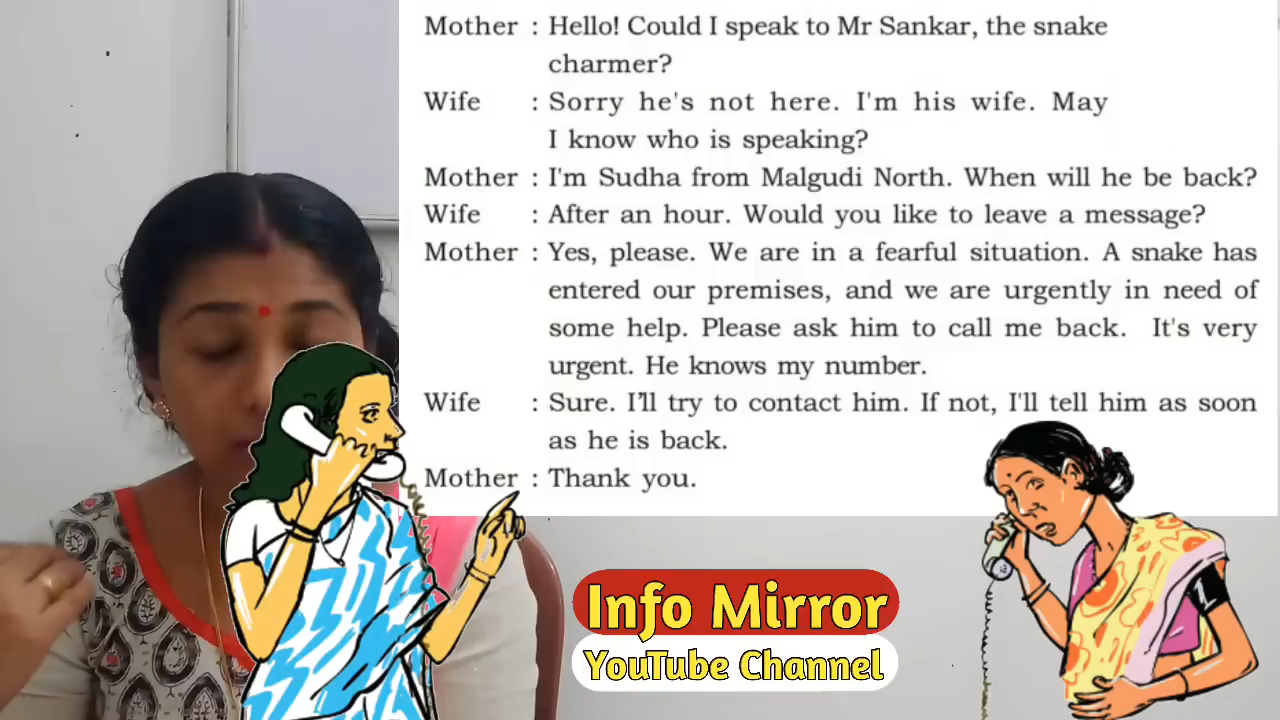 Mother : Hello! Could I speak to Mr Sankar, the snake
charmer?
Wife : Sorry he's not here. I'm his wife. May
I know who is speaking?
Mother : I'm Sudha from Malgudi North. When will he be back?
Wife : After an hour. Would you like to leave a message?
Mother : Yes, please. We are in a fearful situation. A snake has
entered our premises, and we are urgently in need of
some help. Please ask him to call me back. It's very
urgent. He knows my number.
Wife : Sure. I'll try to contact him. If not, I'll tell him as soon
as he is back.
Mother : Thank you.
Info Mirror
YouTube Channel